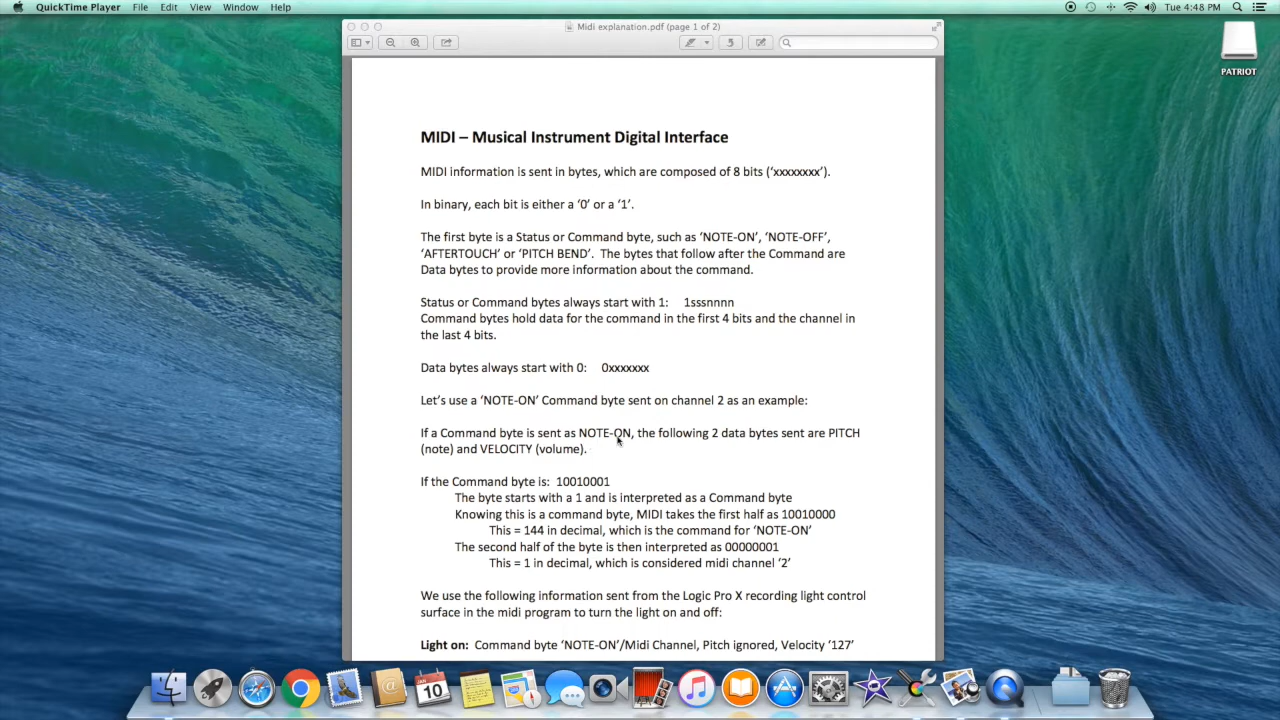 QuickTime Player File Edit View Window Help Tue 4:48 PM
Midi explanation.pdf (page 1 of 2)
PATRIOT
MIDI – Musical Instrument Digital Interface
MIDI information is sent in bytes, which are composed of 8 bits (‘xxxxxxxx’).
In binary, each bit is either a ‘0’ or a ‘1’.
The first byte is a Status or Command byte, such as ‘NOTE-ON’, ‘NOTE-OFF’,
‘AFTERTOUCH’ or ‘PITCH BEND’.  The bytes that follow after the Command are
Data bytes to provide more information about the command.
Status or Command bytes always start with 1:    1sssnnnn
Command bytes hold data for the command in the first 4 bits and the channel in
the last 4 bits.
Data bytes always start with 0:    0xxxxxxx
Let’s use a ‘NOTE-ON’ Command byte sent on channel 2 as an example:
If a Command byte is sent as NOTE-ON, the following 2 data bytes sent are PITCH
(note) and VELOCITY (volume).
If the Command byte is:  10010001
The byte starts with a 1 and is interpreted as a Command byte
Knowing this is a command byte, MIDI takes the first half as 10010000
This = 144 in decimal, which is the command for ‘NOTE-ON’
The second half of the byte is then interpreted as 00000001
This = 1 in decimal, which is considered midi channel ‘2’
We use the following information sent from the Logic Pro X recording light control
surface in the midi program to turn the light on and off:
Light on:  Command byte ‘NOTE-ON’/Midi Channel, Pitch ignored, Velocity ‘127’
JAN
10